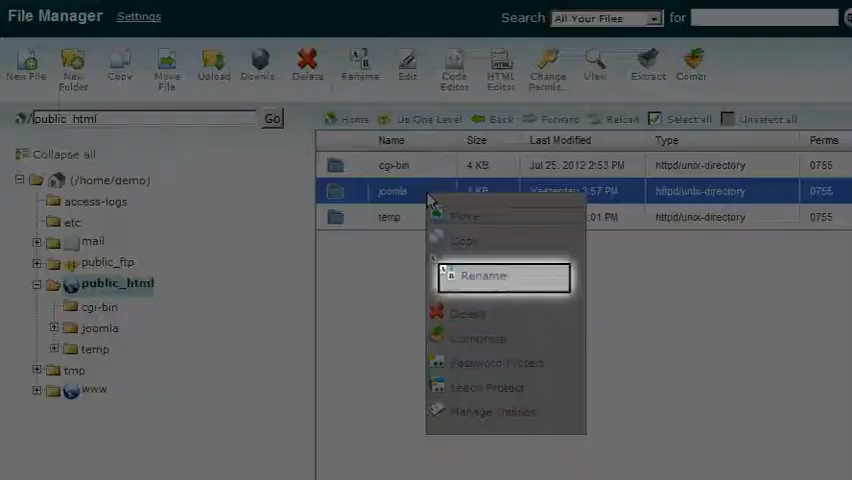 File Manager Settings Search All Your Files for
New File New Folder Copy Move File Upload Delete Rename Edit Code Editor HTML Editor Change Permis... View Extract
/public_html Go Home Up One Level Back Forward Reload Select all Unselect all
Collapse all
Name Size Last Modified Type Perms
cgi-bin 4 KB Jul 25, 2012 2:53 PM httpd/unix-directory 0755
joomla 4 KB Yesterday 3:57 PM httpd/unix-directory 0755
temp :01 PM httpd/unix-directory 0755
(/home/demo)
access-logs
etc
mail
public_ftp
public_html
cgi-bin
joomla
temp
tmp
www
Move
Copy
Rename
Delete
Compress
Password Protect
Leech Protect
Manage Indices